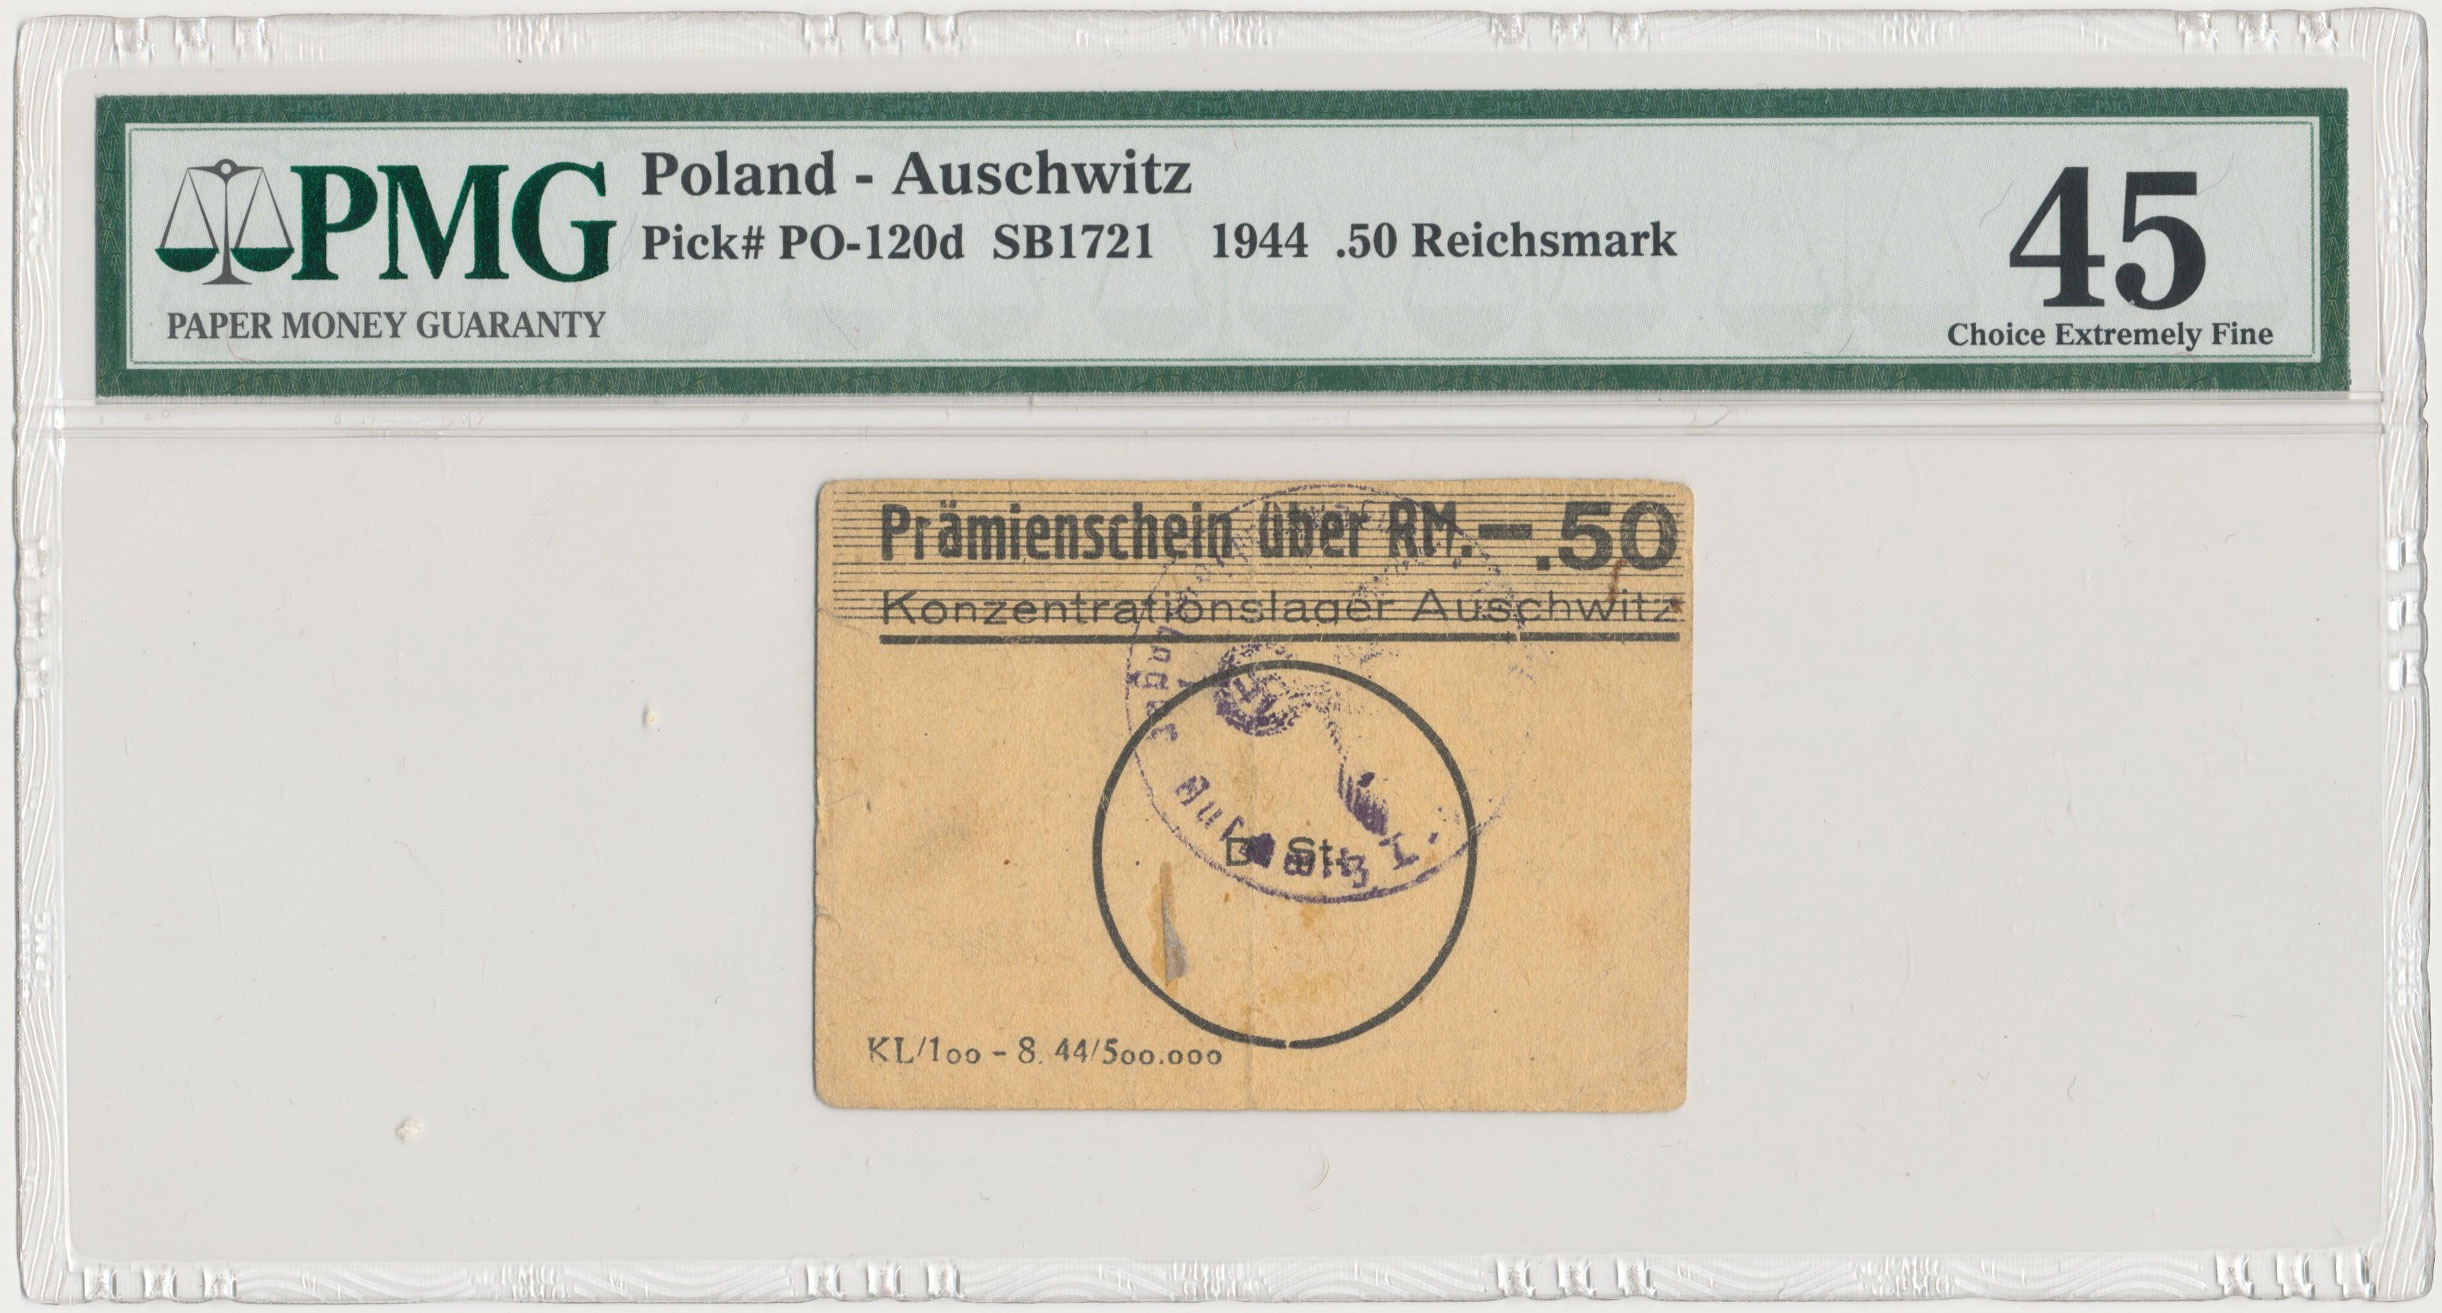 PMG
PAPER MONEY GUARANTY
Poland - Auschwitz
Pick# PO-120d SB1721 1944 .50 Reichsmark
45
Choice Extremely Fine
Prämienschein über RM.-.50
Konzentrationslager Auschwitz
D. St.
KL/100 - 8. 44/500.000